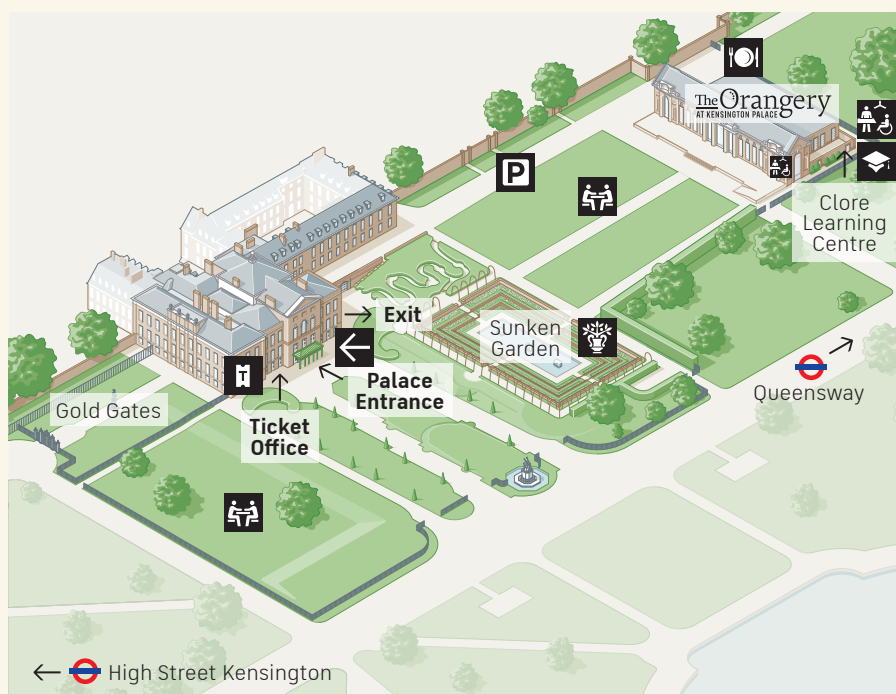 The Orangery
AT KENSINGTON PALACE
P
Clore
Learning
Centre
Exit
Sunken
Garden
Palace
Entrance
Queensway
Gold Gates
Ticket
Office
High Street Kensington